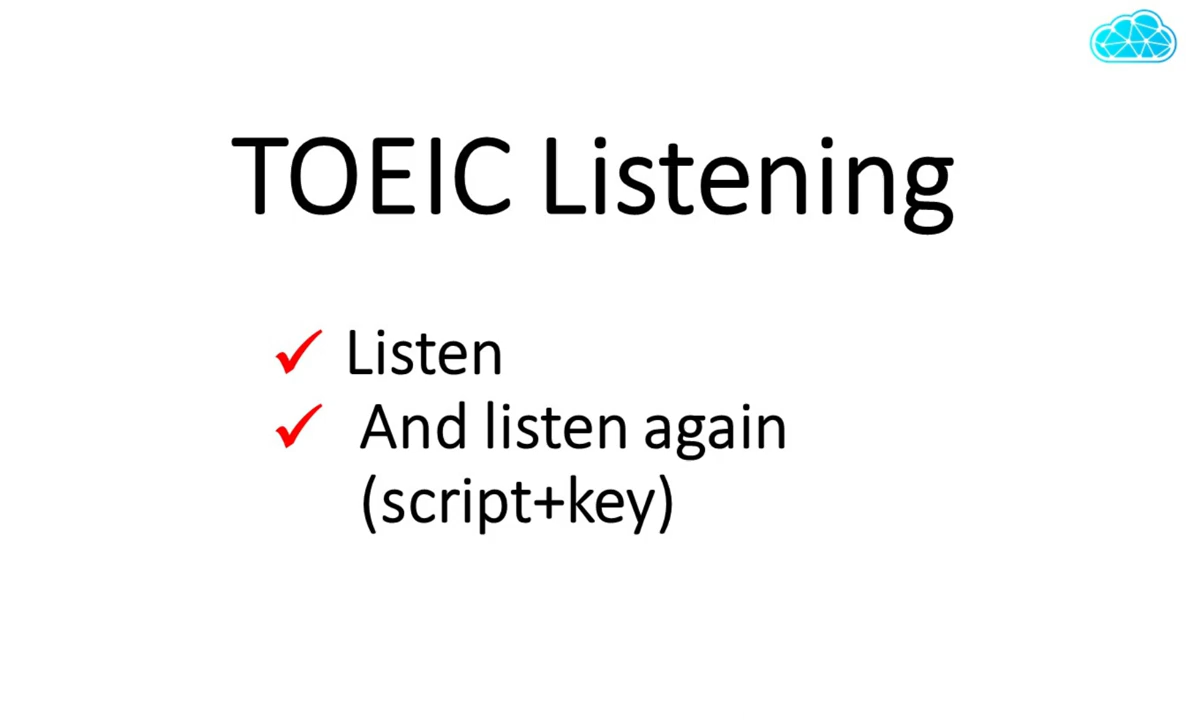 TOEIC Listening
✓ Listen
✓ And listen again
(script+key)